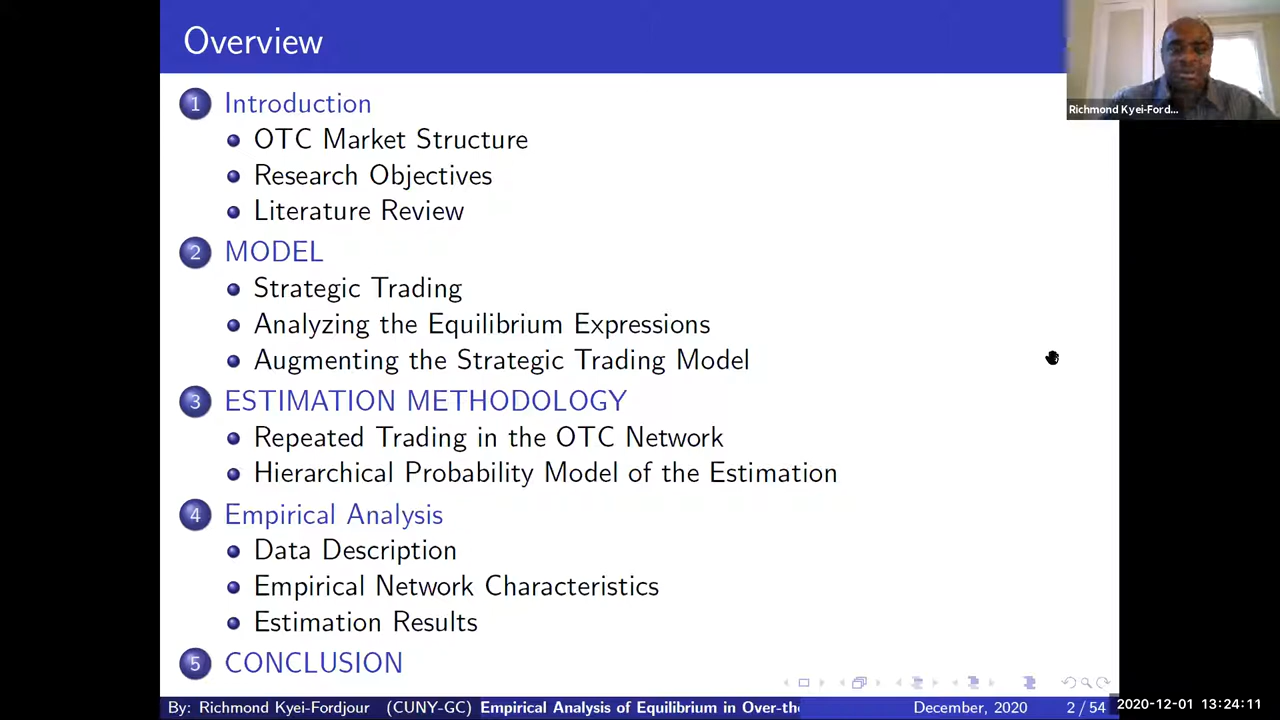 Overview
Richmond Kyei-Ford...
1 Introduction
OTC Market Structure
Research Objectives
Literature Review
2 MODEL
Strategic Trading
Analyzing the Equilibrium Expressions
Augmenting the Strategic Trading Model
3 ESTIMATION METHODOLOGY
Repeated Trading in the OTC Network
Hierarchical Probability Model of the Estimation
4 Empirical Analysis
Data Description
Empirical Network Characteristics
Estimation Results
5 CONCLUSION
By: Richmond Kyei-Fordjour (CUNY-GC) Empirical Analysis of Equilibrium in Over-the December, 2020 2 / 54
2020-12-01 13:24:11